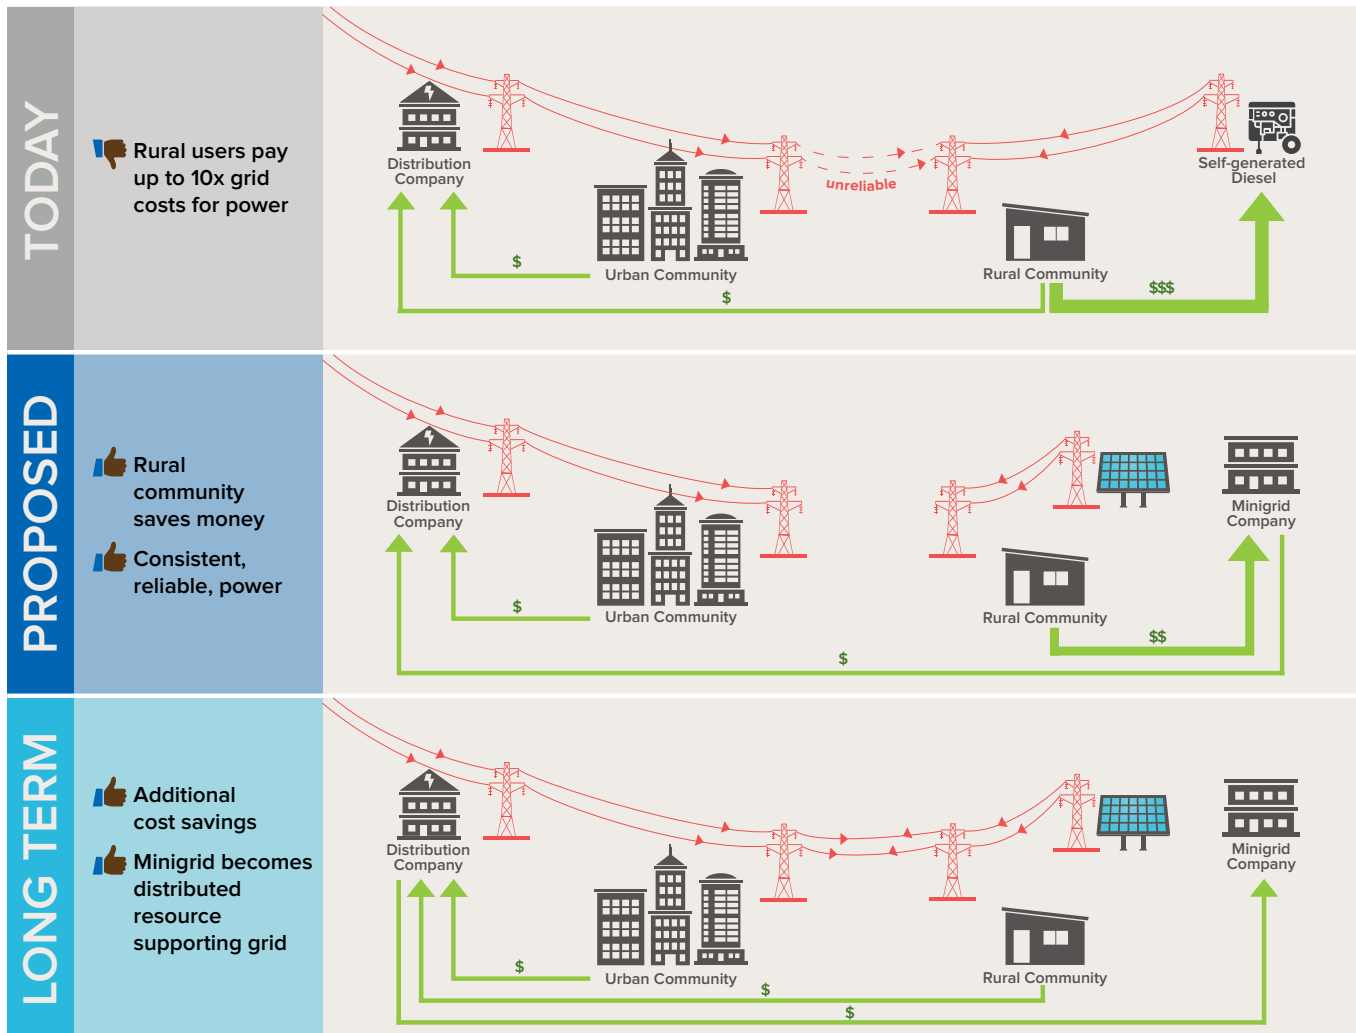 TODAY
Rural users pay
up to 10x grid
costs for power
Distribution
Company
$
Urban Community
$
unreliable
Rural Community
$$$
Self-generated
Diesel
PROPOSED
Rural
community
saves money
Consistent,
reliable, power
Distribution
Company
$
Urban Community
$
Rural Community
$$
Minigrid
Company
LONG TERM
Additional
cost savings
Minigrid becomes
distributed
resource
supporting grid
Distribution
Company
$
Urban Community
$
$
Rural Community
Minigrid
Company